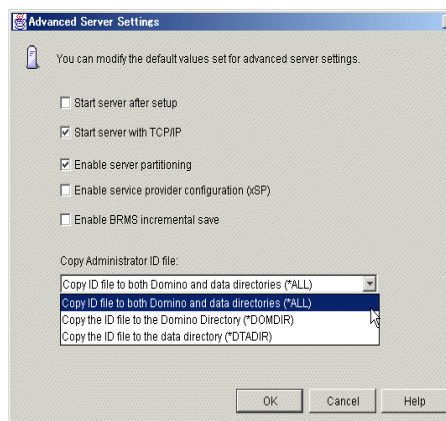 Advanced Server Settings
You can modify the default values set for advanced server settings.
Start server after setup
Start server with TCP/IP
Enable server partitioning
Enable service provider configuration (xSP)
Enable BRMS incremental save
Copy Administrator ID file:
Copy ID file to both Domino and data directories (*ALL)
Copy ID file to both Domino and data directories (*ALL)
Copy the ID file to the Domino Directory (*DOMDIR)
Copy the ID file to the data directory (*DTADIR)
OK Cancel Help